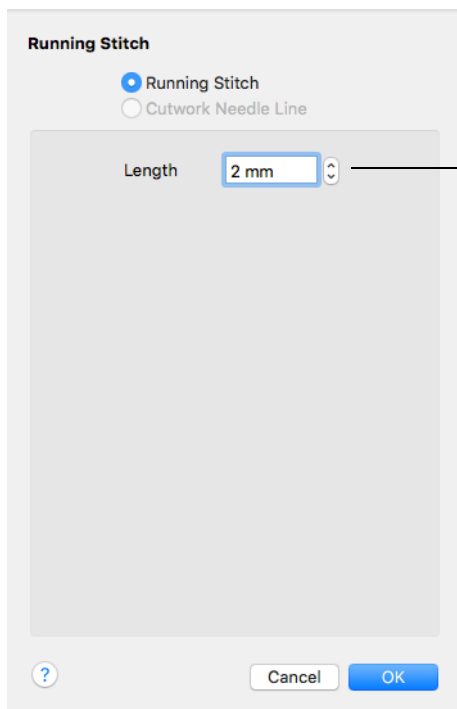 Running Stitch
Running Stitch
Cutwork Needle Line
Length 2 mm
? Cancel OK